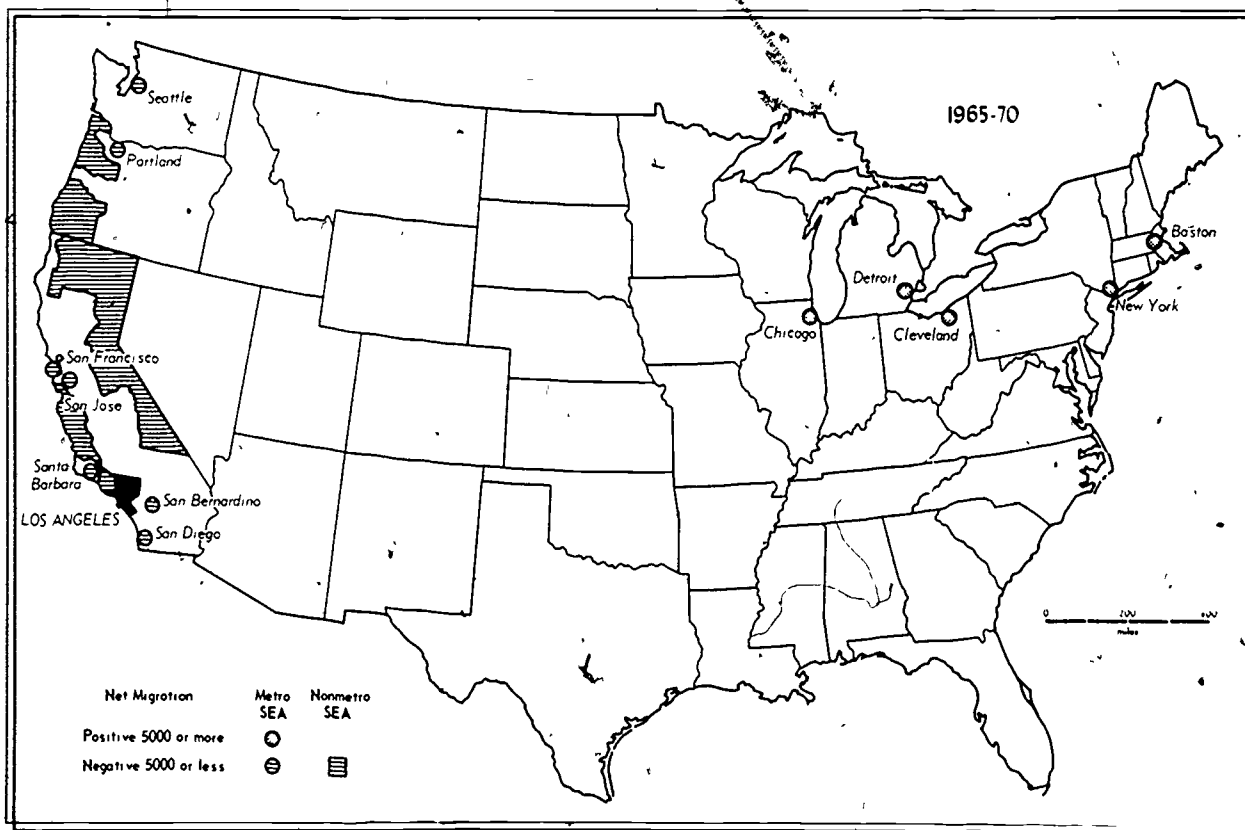 1965-70
Seattle
Partland
Boston
Detroit
New York
Chicago
Cleveland
San Francisco
San Jose
Santa
Barbara
San Bernardino
LOS ANGELES
San Diego
0 200 400
miles
Net Migration Metro Nonmetro
SEA SEA
Positive 5000 or more
Negative 5000 or less